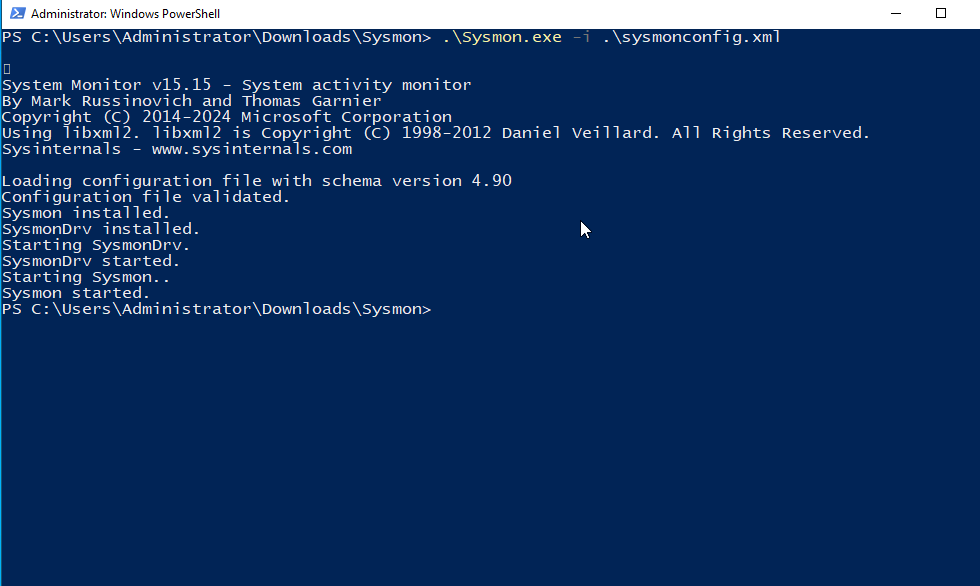 Administrator: Windows PowerShell
PS C:\Users\Administrator\Downloads\Sysmon> .\Sysmon.exe -i .\sysmonconfig.xml
System Monitor v15.15 - System activity monitor
By Mark Russinovich and Thomas Garnier
Copyright (C) 2014-2024 Microsoft Corporation
Using libxml2. libxml2 is Copyright (C) 1998-2012 Daniel Veillard. All Rights Reserved.
Sysinternals - www.sysinternals.com
Loading configuration file with schema version 4.90
Configuration file validated.
Sysmon installed.
SysmonDrv installed.
Starting SysmonDrv.
SysmonDrv started.
Starting Sysmon..
Sysmon started.
PS C:\Users\Administrator\Downloads\Sysmon>